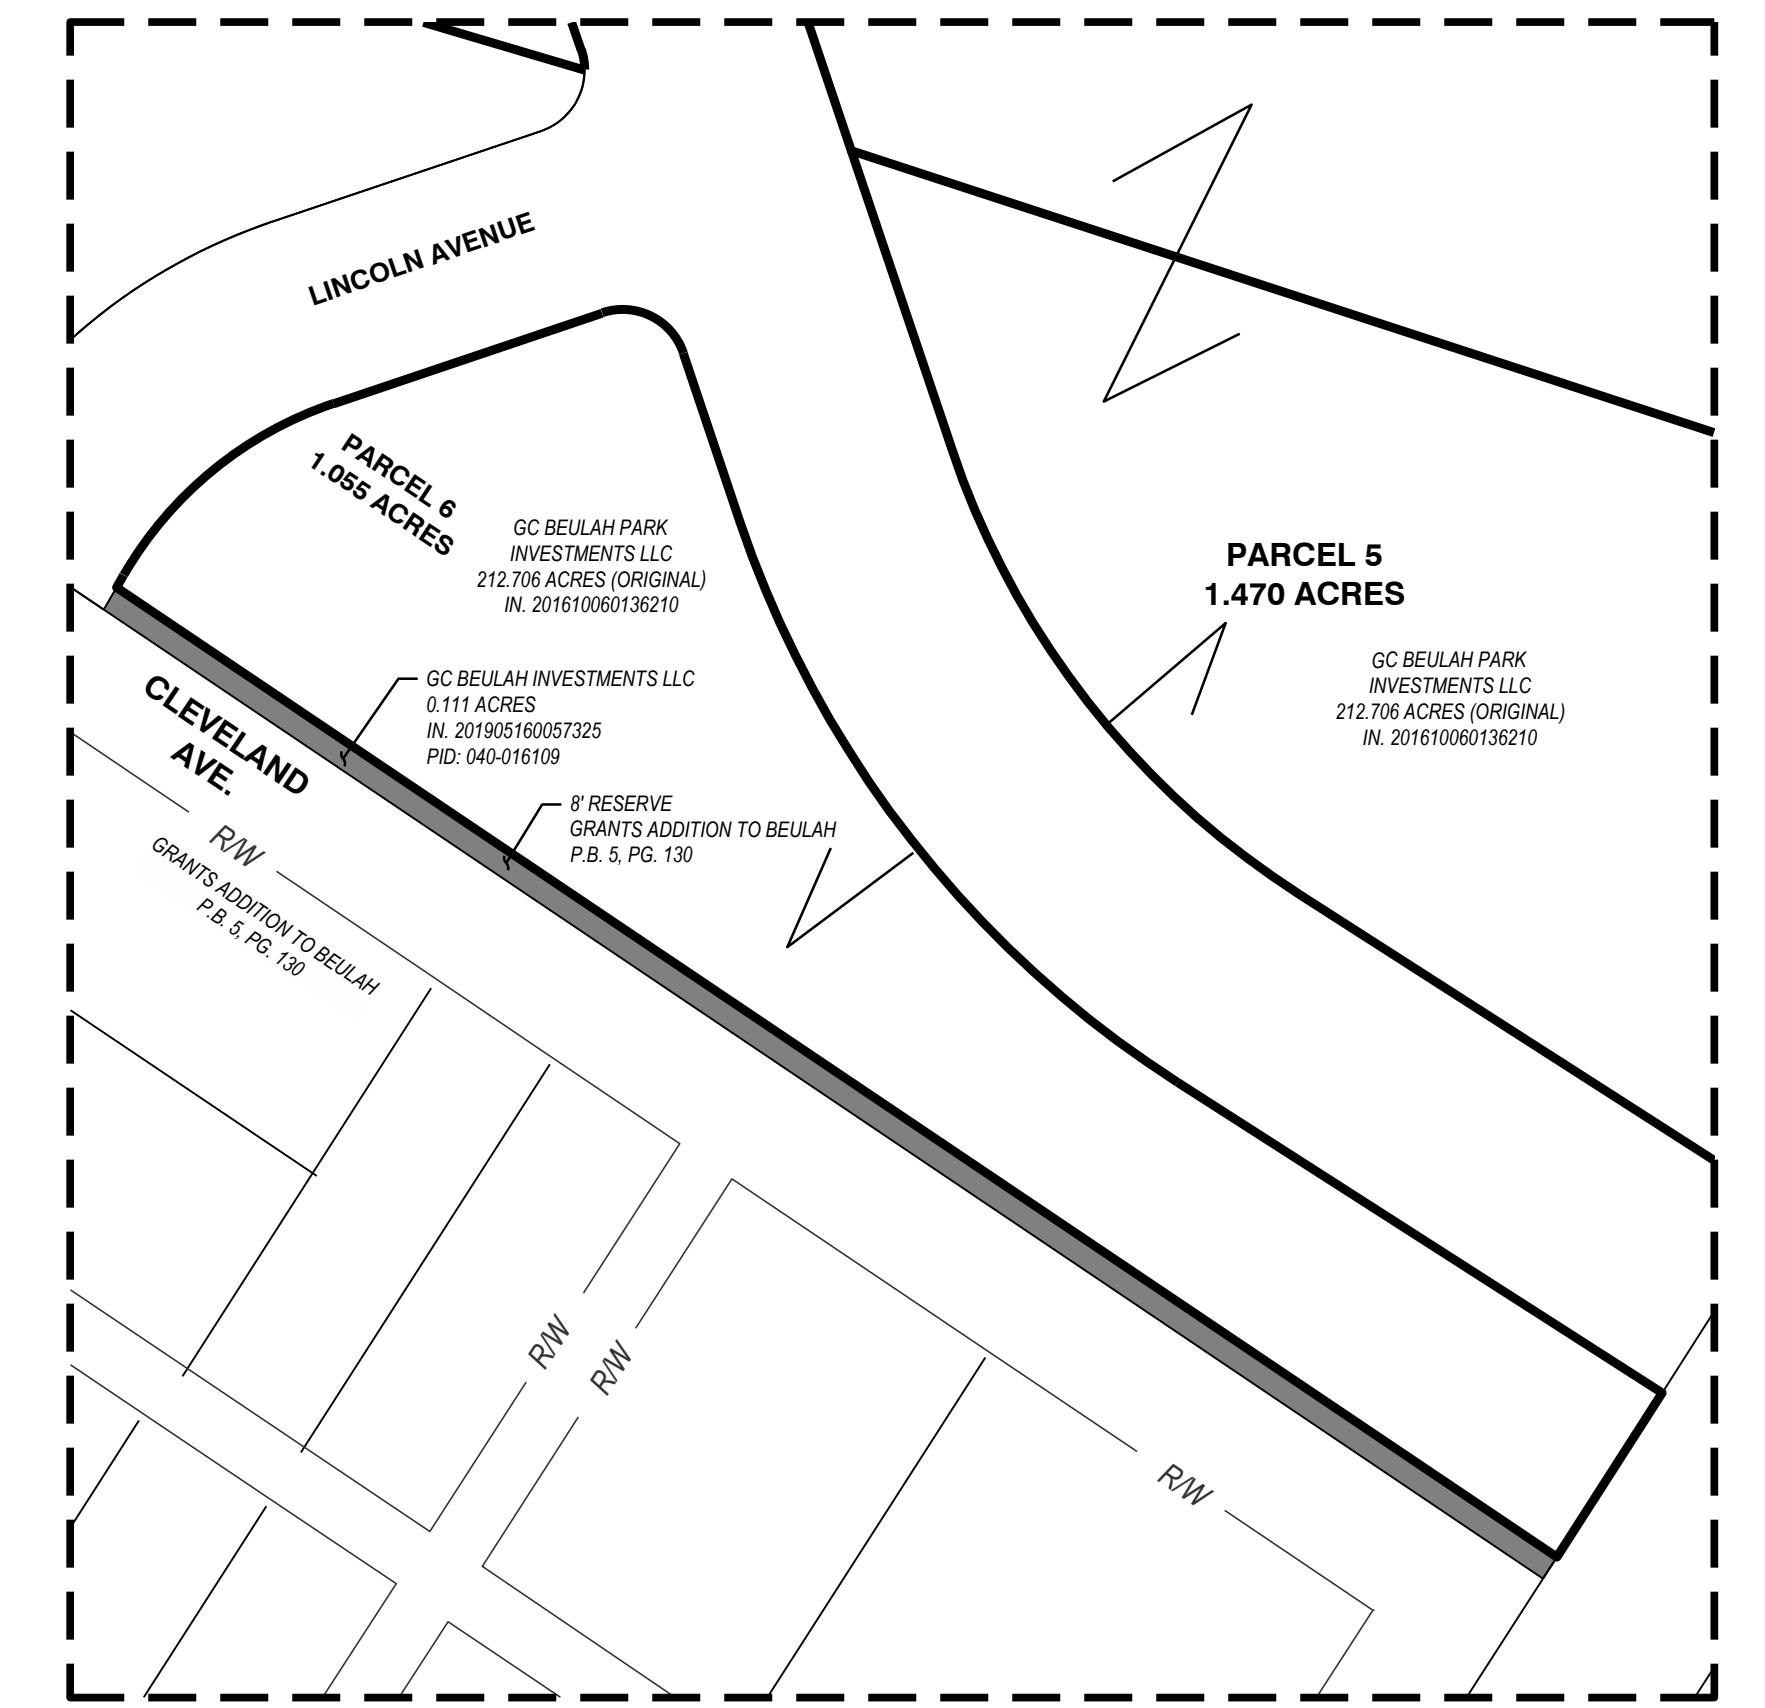 LINCOLN AVENUE
PARCEL 6
1.055 ACRES
GC BEULAH PARK
INVESTMENTS LLC
212.706 ACRES (ORIGINAL)
IN. 201610060136210
PARCEL 5
1.470 ACRES
GC BEULAH PARK
INVESTMENTS LLC
212.706 ACRES (ORIGINAL)
IN. 201610060136210
GC BEULAH INVESTMENTS LLC
0.111 ACRES
IN. 201905160057325
PID: 040-016109
CLEVELAND
AVE.
8' RESERVE
GRANTS ADDITION TO BEULAH
P.B. 5, PG. 130
R/W
GRANTS ADDITION TO BEULAH
P.B. 5, PG. 130
R/W
R/W
R/W